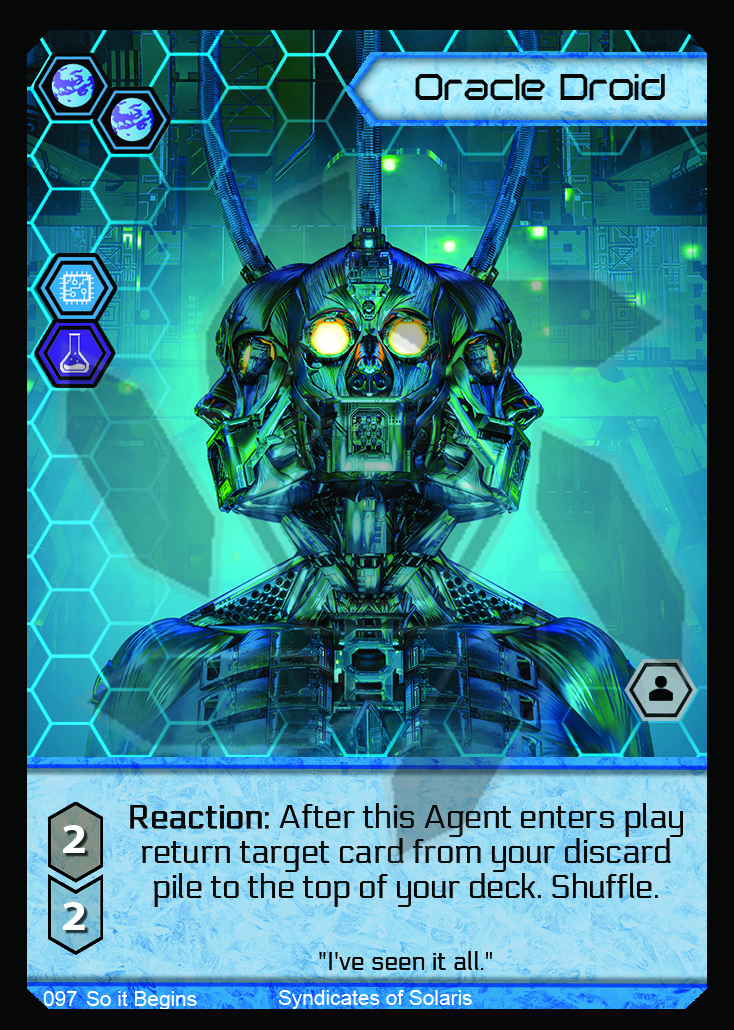 Oracle Droid
2
2
Reaction: After this Agent enters play
return target card from your discard
pile to the top of your deck. Shuffle.
"I've seen it all."
097 So it Begins
Syndicates of Solaris